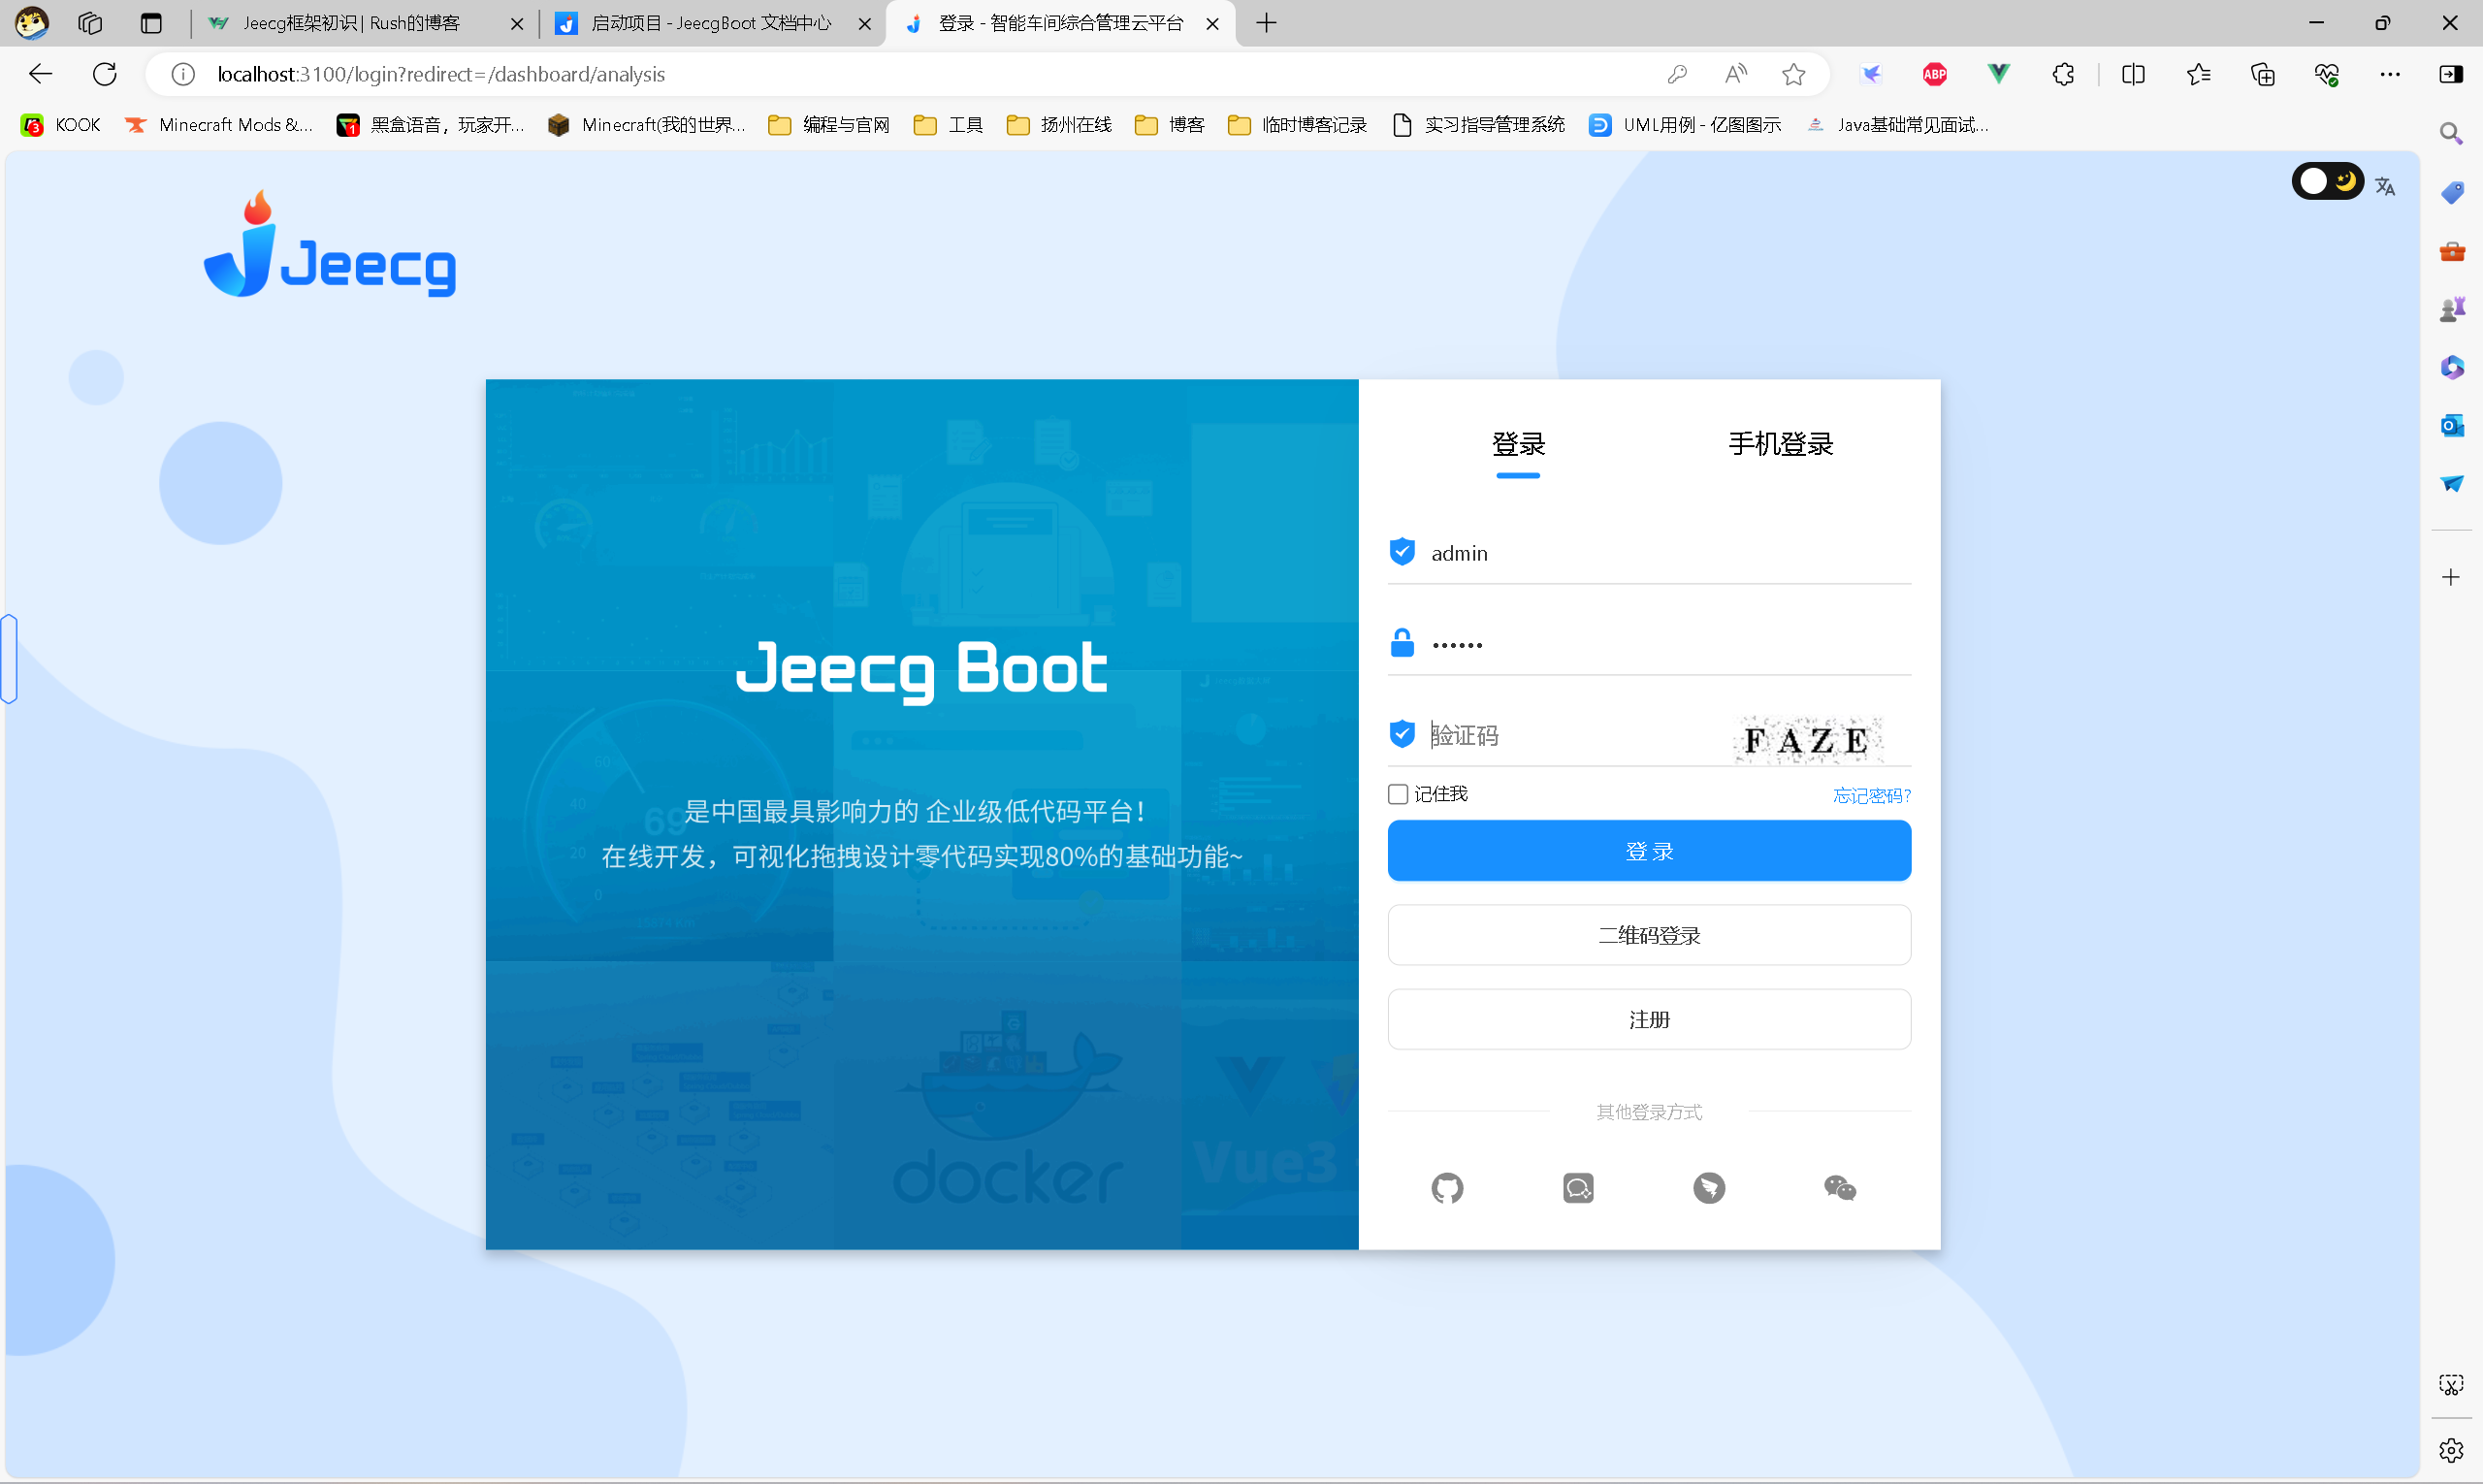 Jeecg框架初识 | Rush的博客
启动项目 - JeecgBoot 文档中心
登录 - 智能车间综合管理云平台
localhost:3100/login?redirect=/dashboard/analysis
ABP
KOOK
Minecraft Mods &...
黑盒语音，玩家开...
Minecraft(我的世界...
编程与官网
工具
扬州在线
博客
临时博客记录
实习指导管理系统
UML用例 - 亿图图示
Java基础常见面试...
Jeecg
Jeecg Boot
是中国最具影响力的 企业级低代码平台！
在线开发，可视化拖拽设计零代码实现80%的基础功能~
60
40
69
20
0
docker
Vue3
登录
手机登录
admin
••••••
验证码
FAZE
记住我
忘记密码?
登 录
二维码登录
注册
其他登录方式